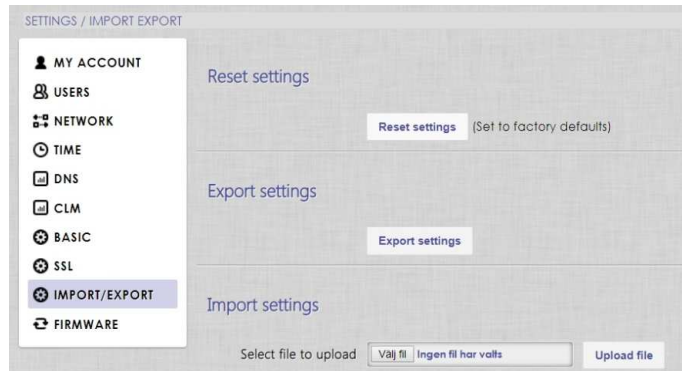 SETTINGS / IMPORT EXPORT
MY ACCOUNT
USERS
NETWORK
TIME
DNS
CLM
BASIC
SSL
IMPORT/EXPORT
FIRMWARE
Reset settings
Reset settings (Set to factory defaults)
Export settings
Export settings
Import settings
Select file to upload Välj fil Ingen fil har valts Upload file